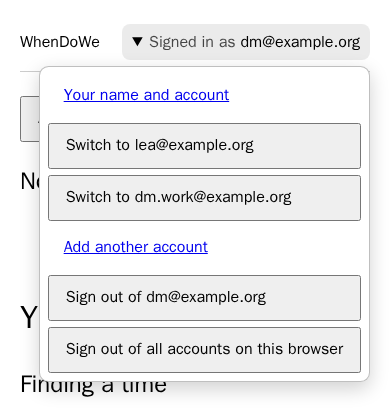 WhenDoWe
▼ Signed in as dm@example.org
Your name and account
Switch to lea@example.org
Switch to dm.work@example.org
Add another account
Sign out of dm@example.org
Sign out of all accounts on this browser
Finding a time